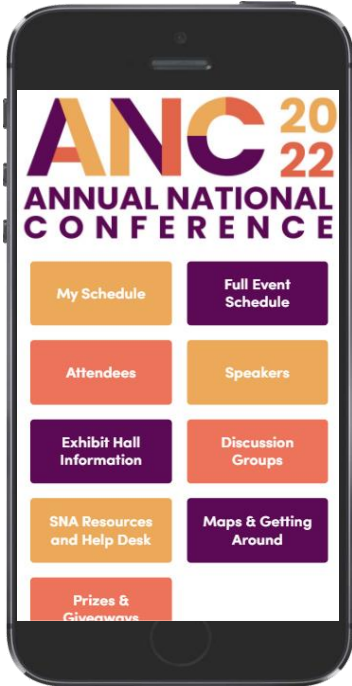 ANC 20
22
ANNUAL NATIONAL
CONFERENCE
My Schedule
Full Event
Schedule
Attendees
Speakers
Exhibit Hall
Information
Discussion
Groups
SNA Resources
and Help Desk
Maps & Getting
Around
Prizes &
Giveaways